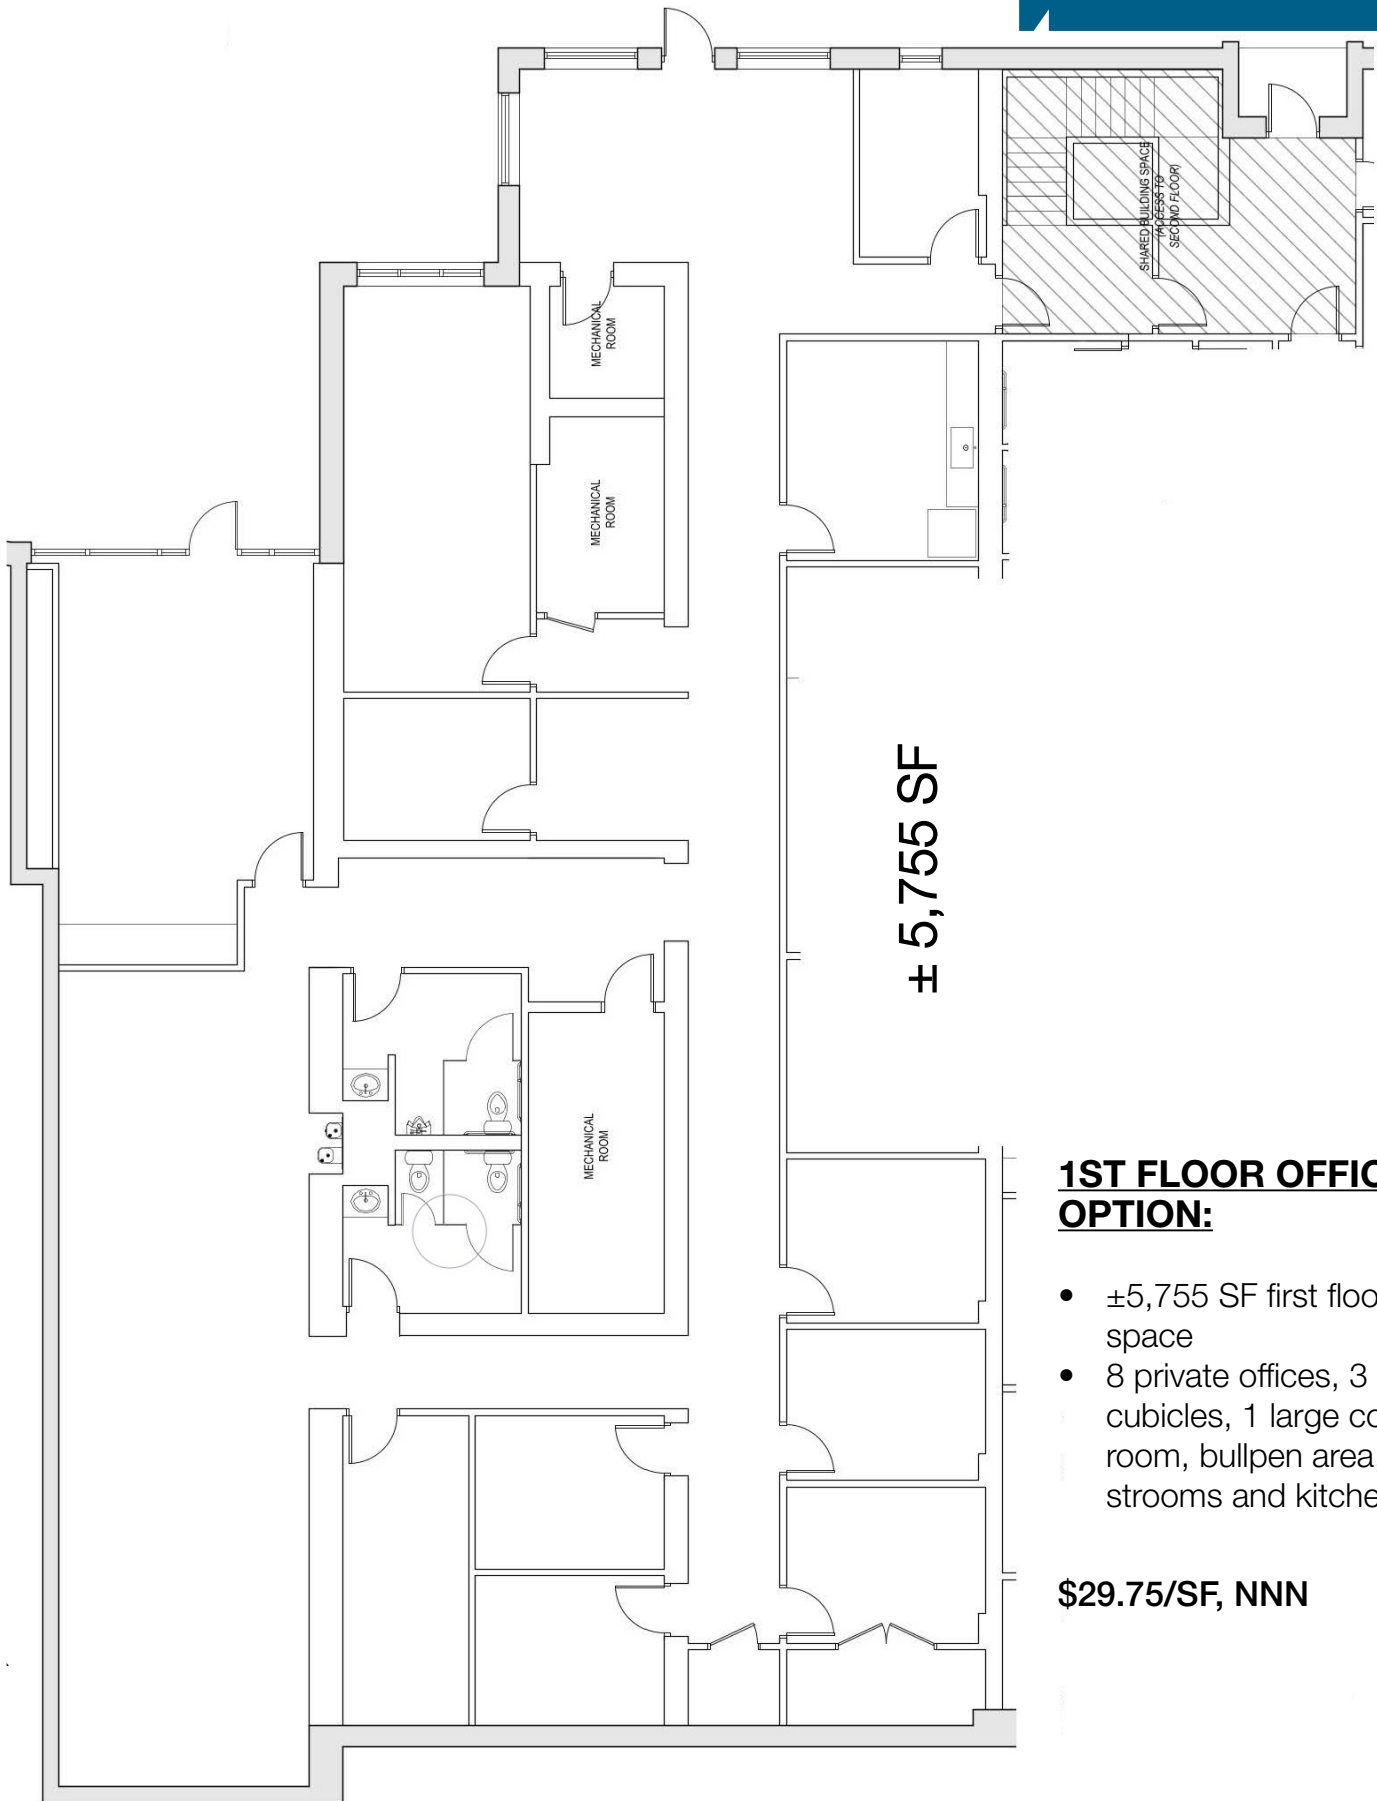 SHARED BUILDING SPACE
(ACCESS TO
SECOND FLOOR)
MECHANICAL
ROOM
MECHANICAL
ROOM
± 5,755 SF
MECHANICAL
ROOM
1ST FLOOR OFFIC
OPTION:
• ±5,755 SF first floo
space
• 8 private offices, 3
cubicles, 1 large co
room, bullpen area
strooms and kitche
$29.75/SF, NNN